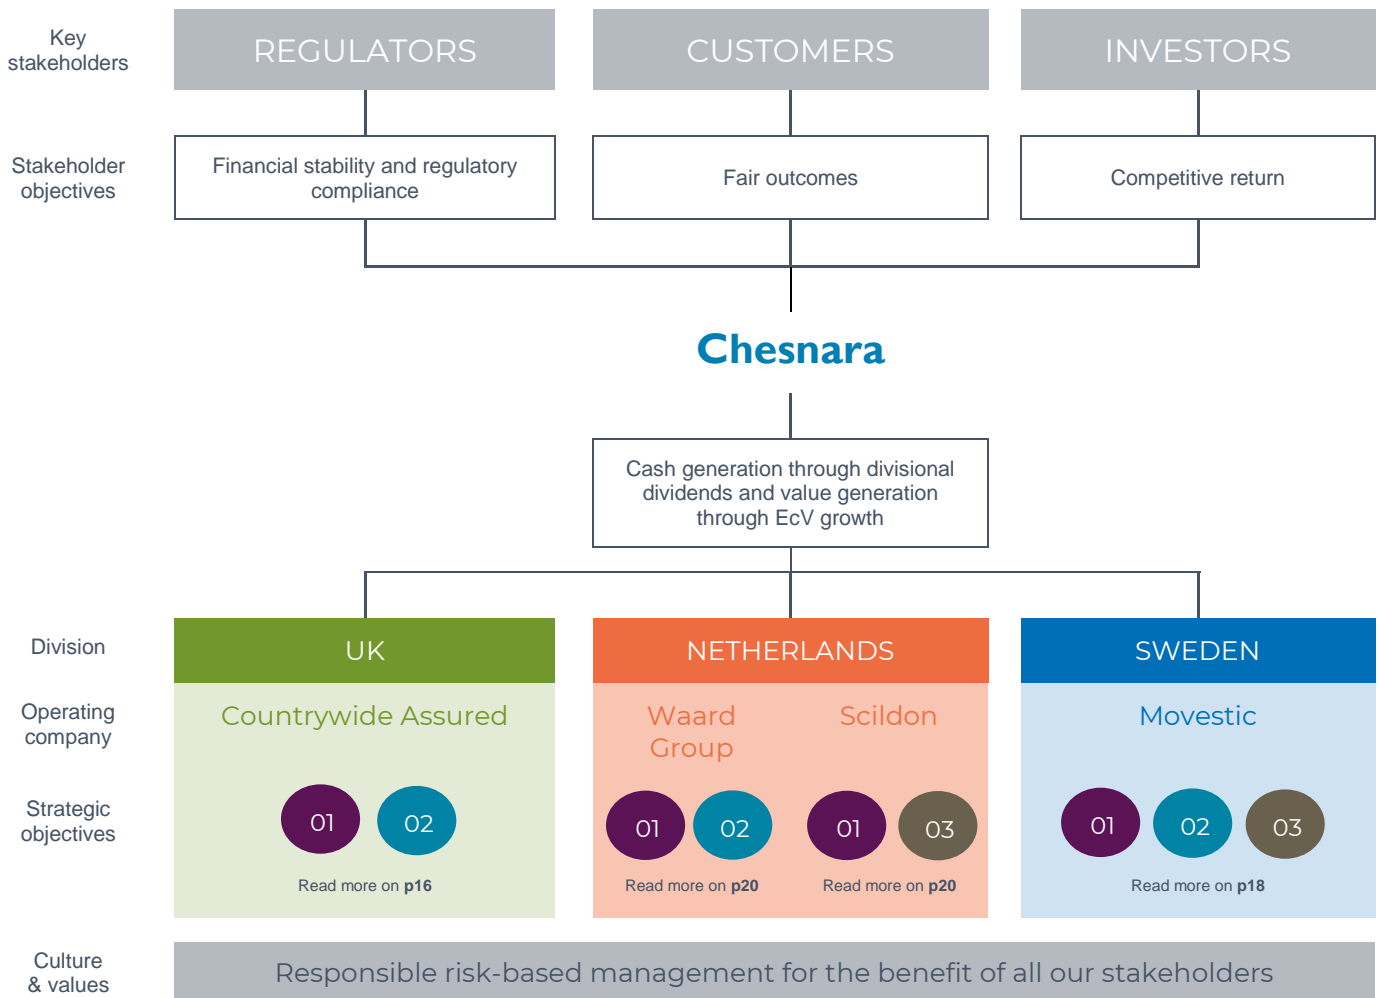 Key
stakeholders
REGULATORS
CUSTOMERS
INVESTORS
Stakeholder
objectives
Financial stability and regulatory
compliance
Fair outcomes
Competitive return
Chesnara
Cash generation through divisional
dividends and value generation
through EcV growth
Division
UK
NETHERLANDS
SWEDEN
Operating
company
Countrywide Assured
Waard
Group
Scildon
Movestic
Strategic
objectives
01
02
01
02
01
03
01
02
03
Read more on p16
Read more on p20
Read more on p20
Read more on p18
Culture
& values
Responsible risk-based management for the benefit of all our stakeholders